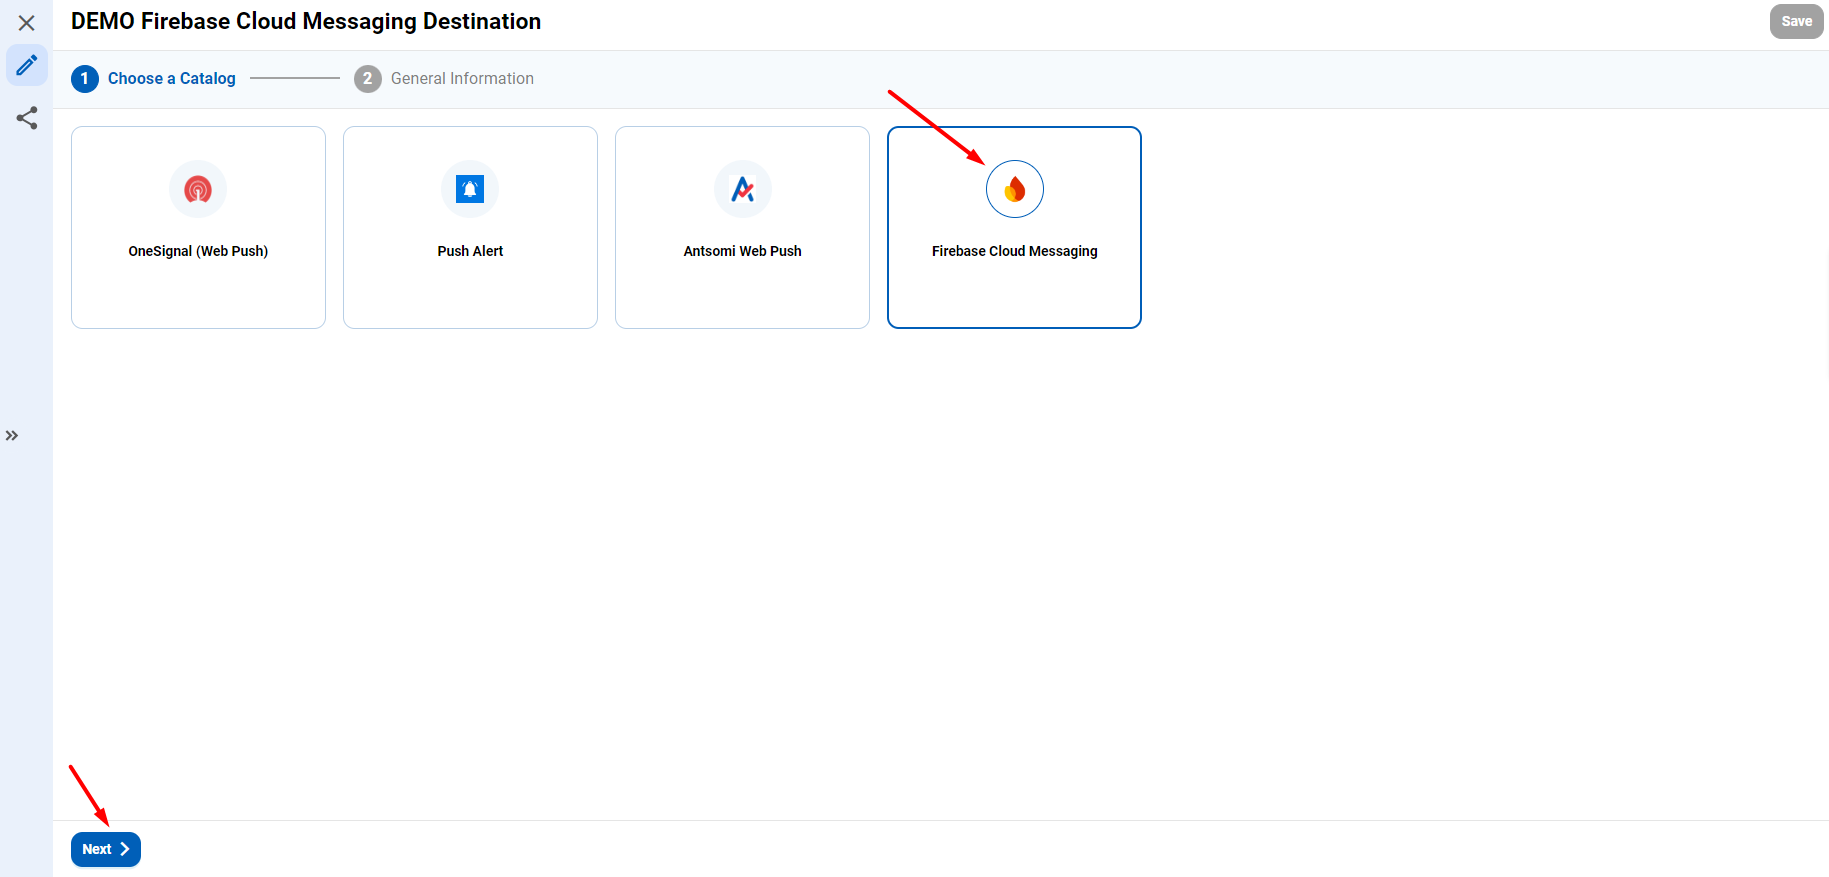 DEMO Firebase Cloud Messaging Destination
Save
1 Choose a Catalog
2 General Information
OneSignal (Web Push)
Push Alert
Antsomi Web Push
Firebase Cloud Messaging
Next